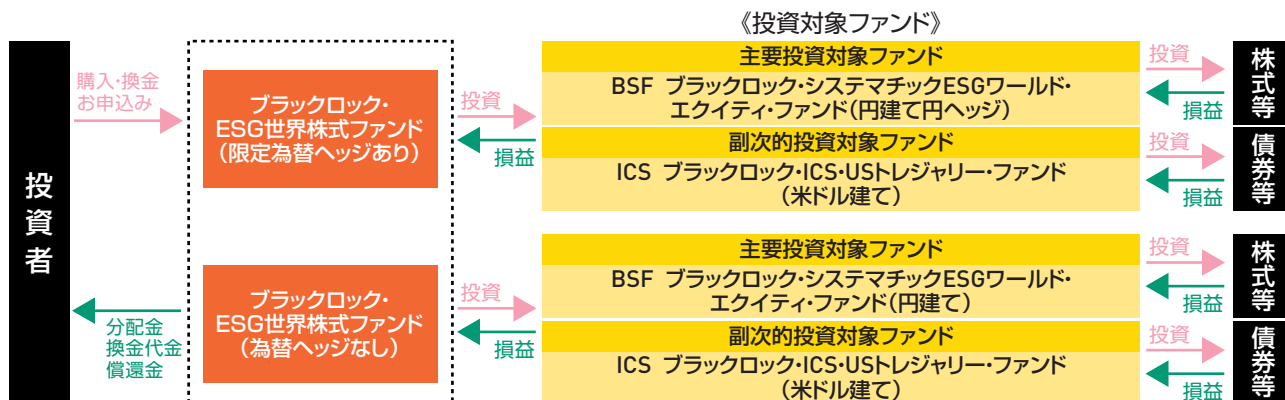 《投資対象ファンド》
投資者
購入・換金
お申込み
分配金
換金代金
償還金
ブラックロック・
ESG世界株式ファンド
(限定為替ヘッジあり)
投資
損益
主要投資対象ファンド
BSF ブラックロック・システマチックESGワールド・
エクイティ・ファンド(円建て円ヘッジ)
投資
損益
株式等
副次的投資対象ファンド
ICS ブラックロック・ICS・USトレジャリー・ファンド
(米ドル建て)
投資
損益
債券等
ブラックロック・
ESG世界株式ファンド
(為替ヘッジなし)
投資
損益
主要投資対象ファンド
BSF ブラックロック・システマチックESGワールド・
エクイティ・ファンド(円建て)
投資
損益
株式等
副次的投資対象ファンド
ICS ブラックロック・ICS・USトレジャリー・ファンド
(米ドル建て)
投資
損益
債券等